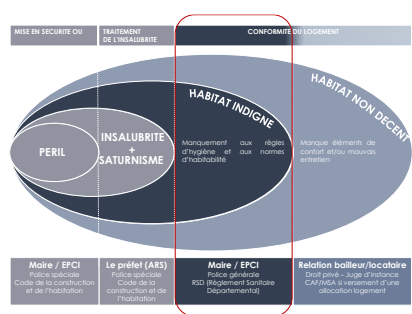 MISE EN SECURITE OU
TRAITEMENT
DE L'INSALUBRITE
CONFORMITE DU LOGEMENT
HABITAT INDIGNE
HABITAT NON DECENT
PERIL
INSALUBRITE
+
SATURNISME
Manquement aux règles
d'hygiène et aux normes
d'habitabilité
Manque éléments de
confort et/ou mauvais
entretien
Maire / EPCI
Police spéciale
Code de la construction
et de l'habitation
Le préfet (ARS)
Police spéciale
Code de la
construction et de
l'habitation
Maire / EPCI
Police générale
RSD (Règlement Sanitaire
Départemental)
Relation bailleur/locataire
Droit privé – Juge d'instance
CAF/MSA si versement d'une
allocation logement